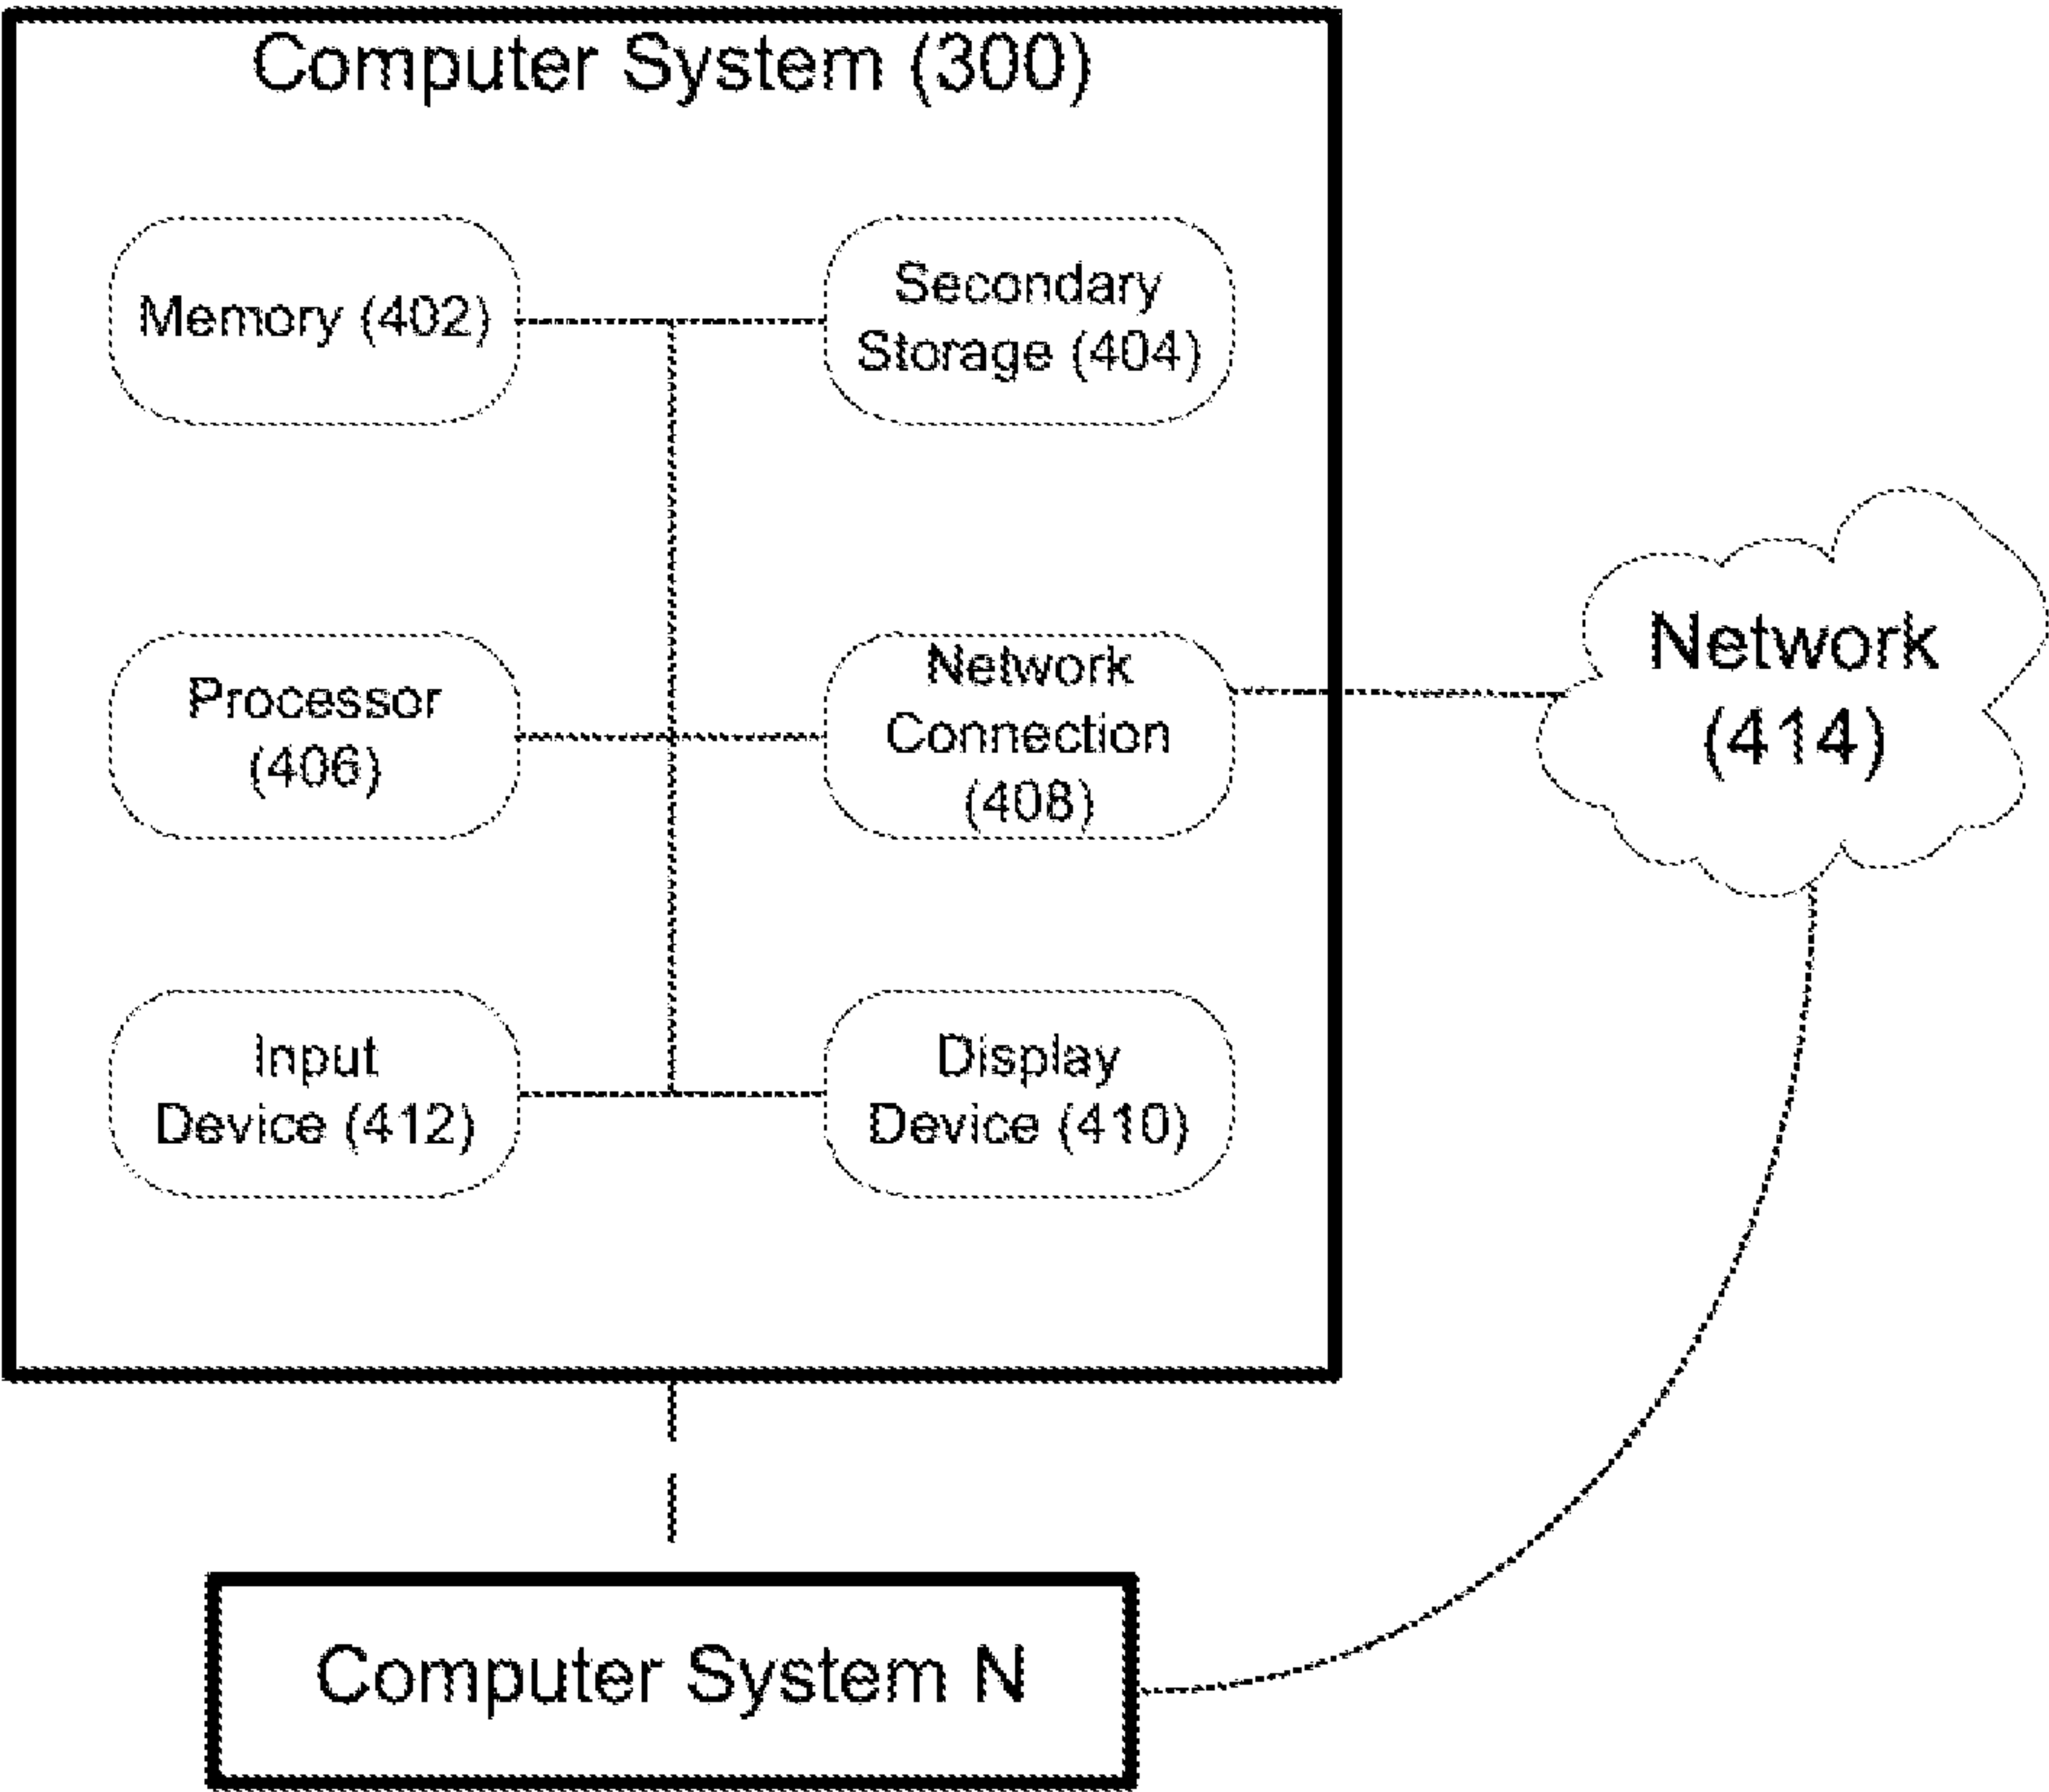 Computer System (300)
Memory (402)
Secondary
Storage (404)
Processor
(406)
Network
Connection
(408)
Network
(414)
Input
Device (412)
Display
Device (410)
Computer System N